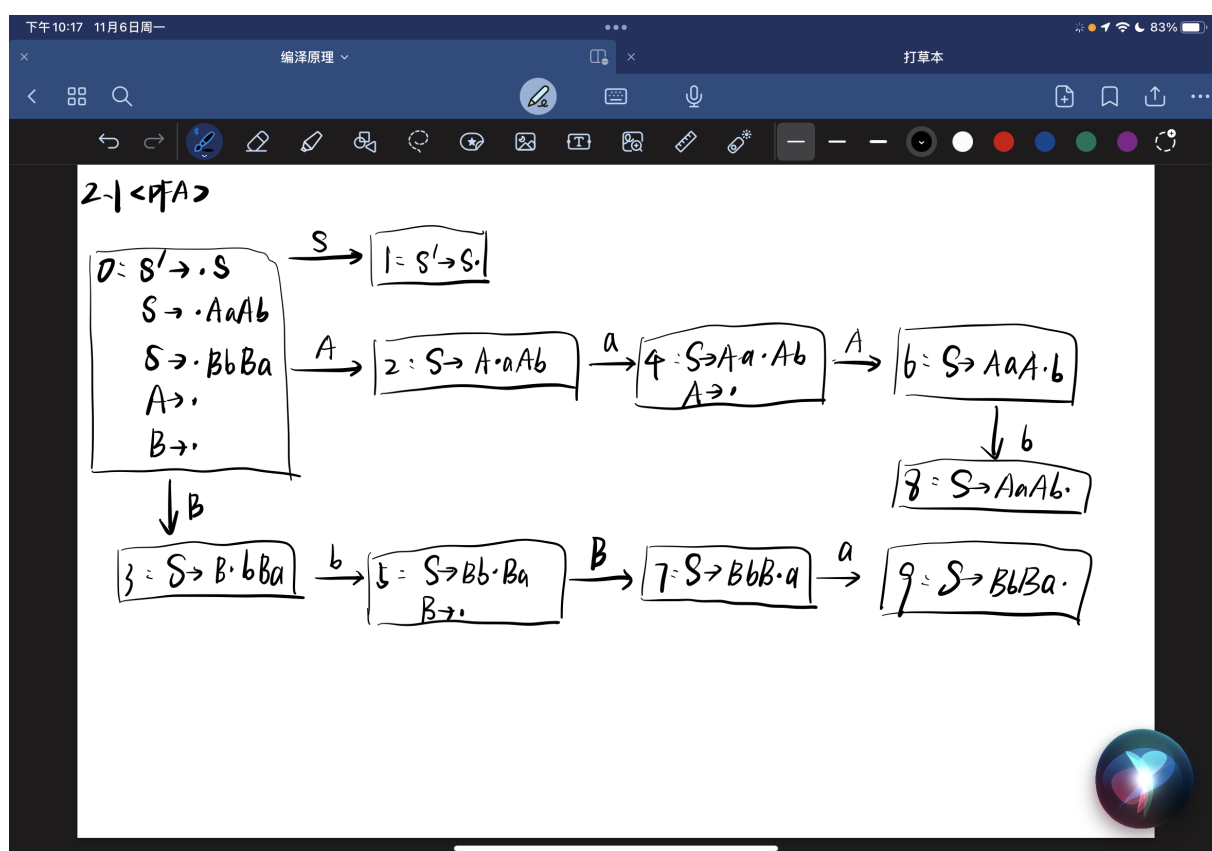 下午10:17 11月6日周一
83%
编泽原理
打草本
2-1<DFA>
0: S'→·S
S→·AaAb
S→·BbBa
A→·
B→·
S
1: S'→S·
A
2: S→A·aAb
a
4: S→Aa·Ab
A→·
A
6: S→AaA·b
b
8: S→AaAb·
B
3: S→B·bBa
b
5: S→Bb·Ba
B→·
B
7: S→BbB·a
a
9: S→BbBa·